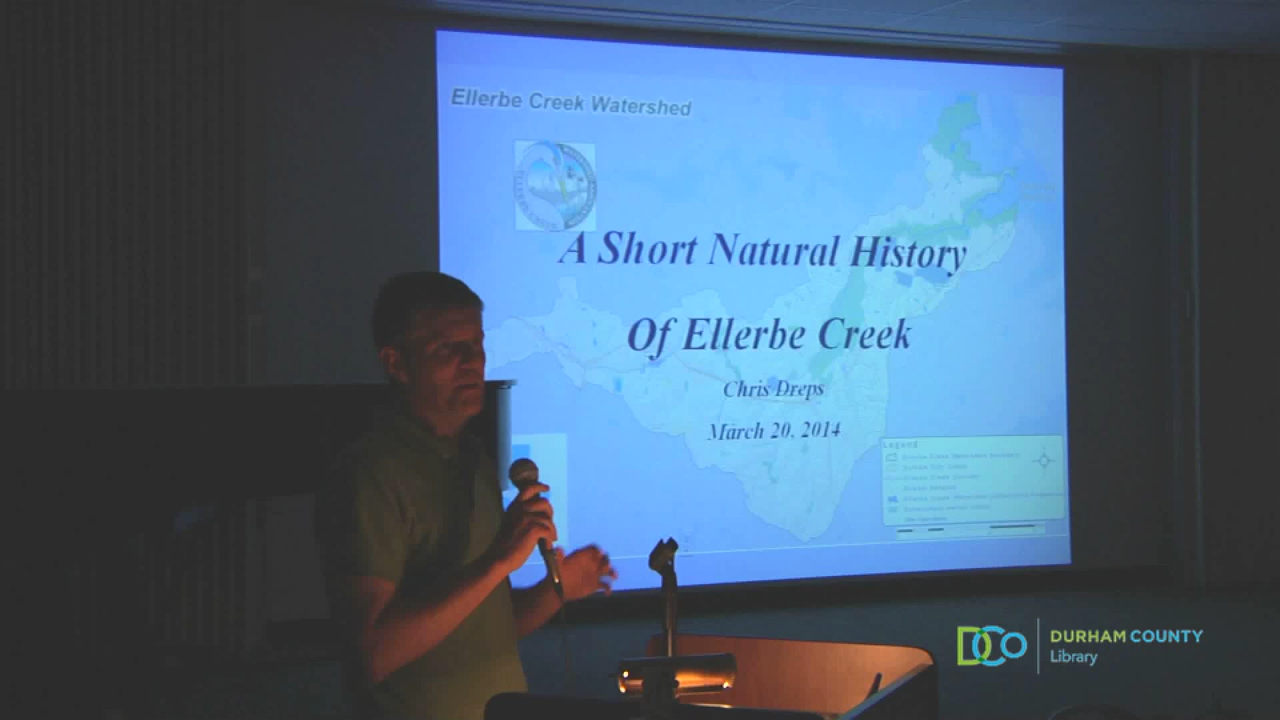 Ellerbe Creek Watershed
A Short Natural History
Of Ellerbe Creek
Chris Dreps
March 20, 2014
Legend
DCo
DURHAM COUNTY
Library